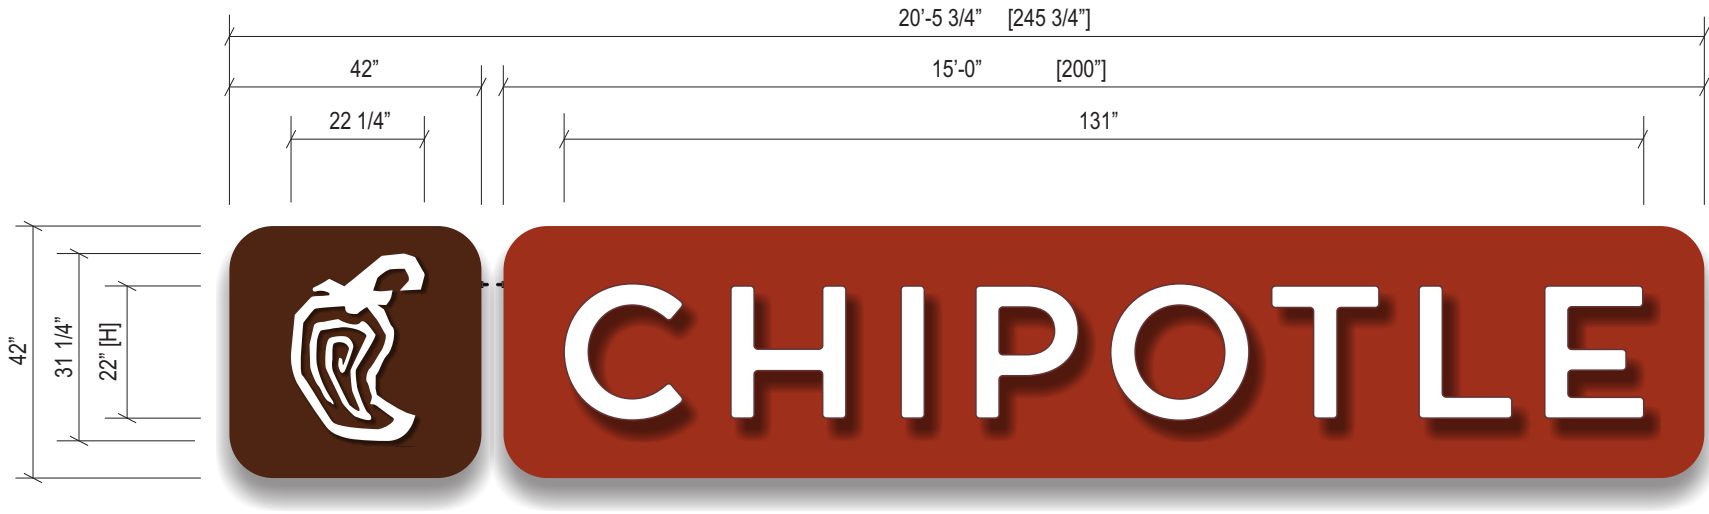 20’-5 3/4” [245 3/4”]
42”
15’-0” [200”]
22 1/4”
131”
42”
31 1/4”
22” [H]
CHIPOTLE